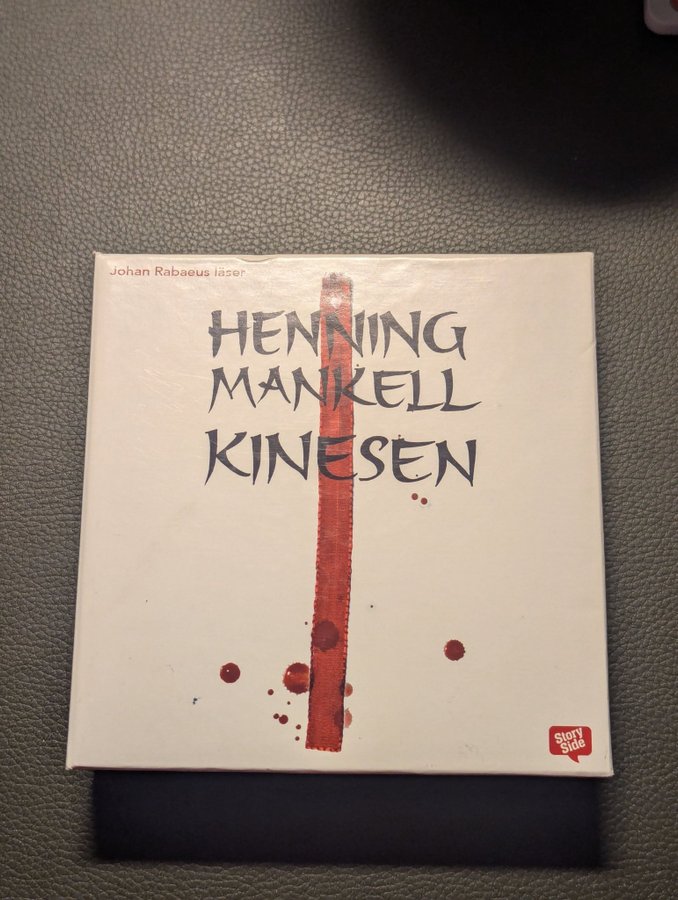 Johan Rabaeus läser
HENNING
MANKELL
KINESEN
Story
Side